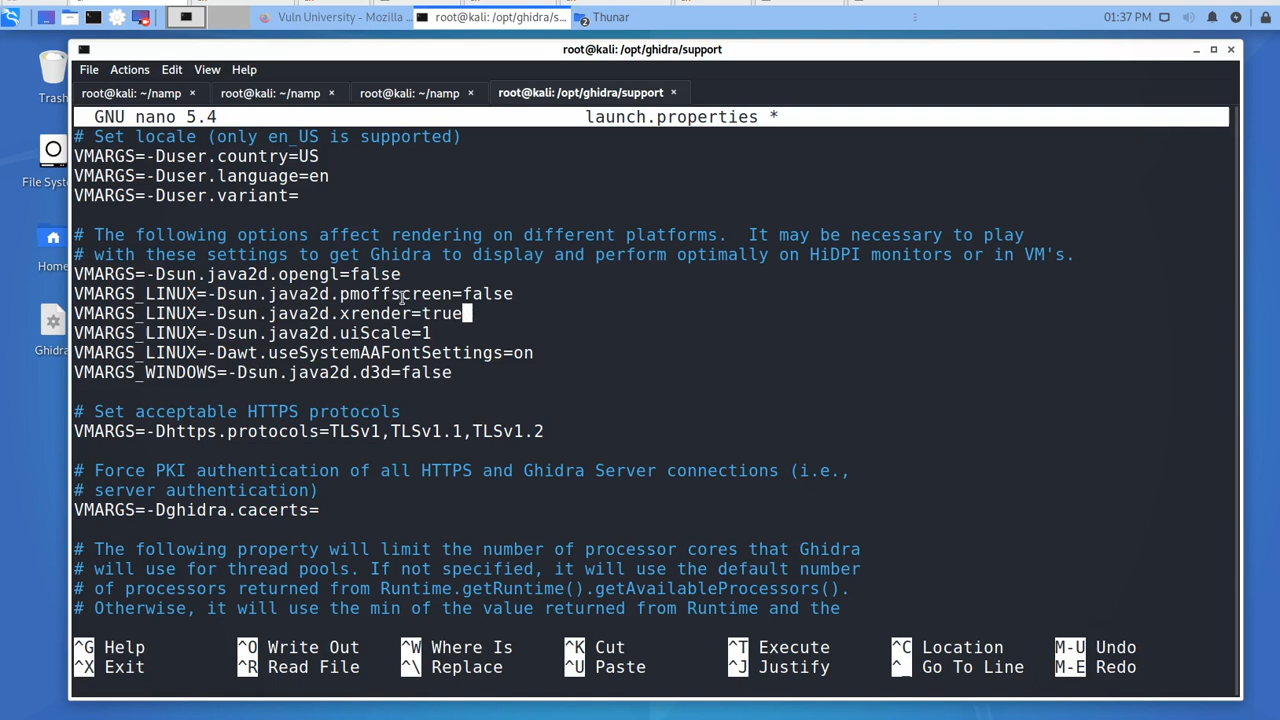 Vuln University - Mozilla ...
root@kali: /opt/ghidra/s...
2
Thunar
01:37 PM
root@kali: /opt/ghidra/support
File Actions Edit View Help
root@kali: ~/namp ×
root@kali: ~/namp ×
root@kali: ~/namp ×
root@kali: /opt/ghidra/support ×
GNU nano 5.4 launch.properties *
# Set locale (only en_US is supported)
VMARGS=-Duser.country=US
VMARGS=-Duser.language=en
VMARGS=-Duser.variant=
# The following options affect rendering on different platforms.  It may be necessary to play
# with these settings to get Ghidra to display and perform optimally on HiDPI monitors or in VM's.
VMARGS=-Dsun.java2d.opengl=false
VMARGS_LINUX=-Dsun.java2d.pmoffscreen=false
VMARGS_LINUX=-Dsun.java2d.xrender=true
VMARGS_LINUX=-Dsun.java2d.uiScale=1
VMARGS_LINUX=-Dawt.useSystemAAFontSettings=on
VMARGS_WINDOWS=-Dsun.java2d.d3d=false
# Set acceptable HTTPS protocols
VMARGS=-Dhttps.protocols=TLSv1,TLSv1.1,TLSv1.2
# Force PKI authentication of all HTTPS and Ghidra Server connections (i.e.,
# server authentication)
VMARGS=-Dghidra.cacerts=
# The following property will limit the number of processor cores that Ghidra
# will use for thread pools. If not specified, it will use the default number
# of processors returned from Runtime.getRuntime().getAvailableProcessors().
# Otherwise, it will use the min of the value returned from Runtime and the
^G Help ^O Write Out ^W Where Is ^K Cut ^T Execute ^C Location M-U Undo
^X Exit ^R Read File ^\ Replace ^U Paste ^J Justify ^_ Go To Line M-E Redo
Trash
File Syst
Home
Ghidr